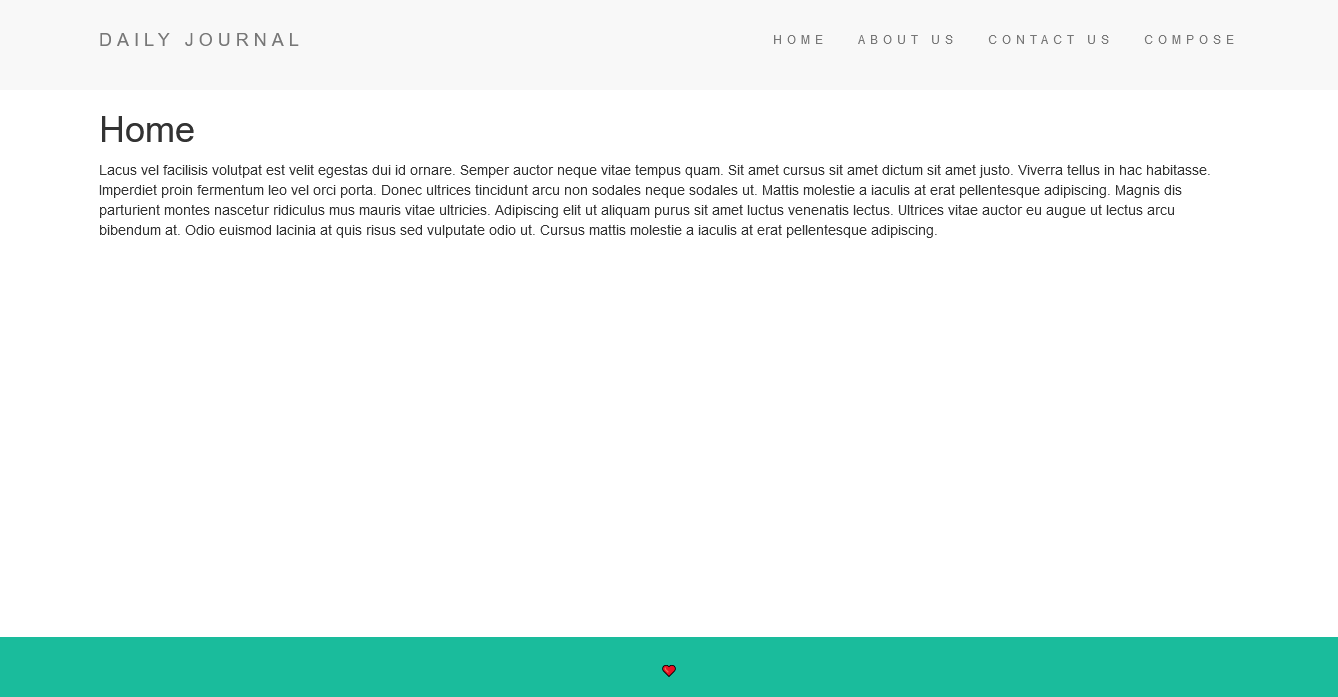 DAILY JOURNAL
HOME ABOUT US CONTACT US COMPOSE
Home
Lacus vel facilisis volutpat est velit egestas dui id ornare. Semper auctor neque vitae tempus quam. Sit amet cursus sit amet dictum sit amet justo. Viverra tellus in hac habitasse.
Imperdiet proin fermentum leo vel orci porta. Donec ultrices tincidunt arcu non sodales neque sodales ut. Mattis molestie a iaculis at erat pellentesque adipiscing. Magnis dis
parturient montes nascetur ridiculus mus mauris vitae ultricies. Adipiscing elit ut aliquam purus sit amet luctus venenatis lectus. Ultrices vitae auctor eu augue ut lectus arcu
bibendum at. Odio euismod lacinia at quis risus sed vulputate odio ut. Cursus mattis molestie a iaculis at erat pellentesque adipiscing.